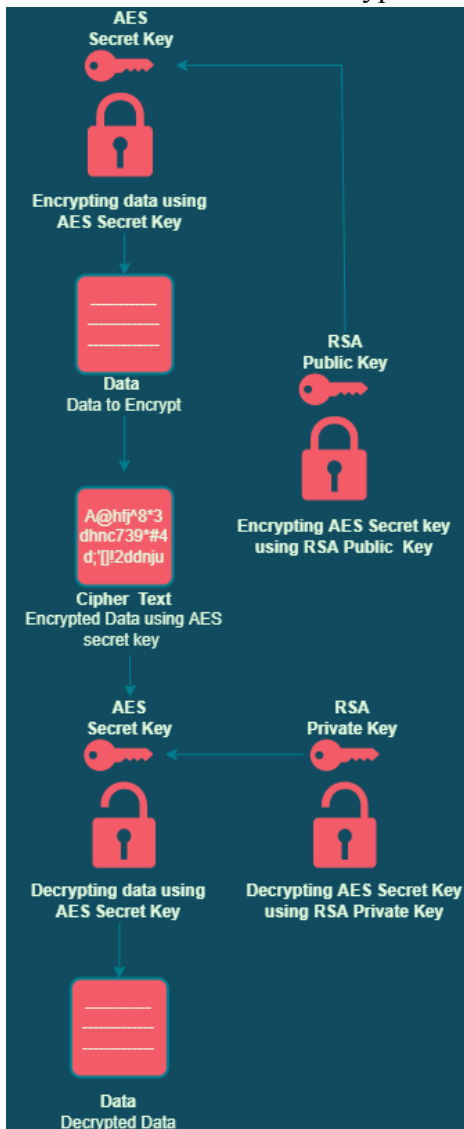 AES
Secret Key
Encrypting data using
AES Secret Key
Data
Data to Encrypt
RSA
Public Key
Encrypting AES Secret key
using RSA Public Key
A@hfj^8*3
dhnc739*#4
d;'[]!2ddnju
Cipher Text
Encrypted Data using AES
secret key
AES
Secret Key
RSA
Private Key
Decrypting data using
AES Secret Key
Decrypting AES Secret Key
using RSA Private Key
Data
Decrypted Data